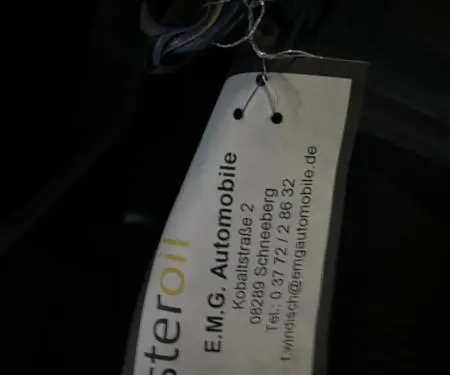 steroil
E.M.G. Automobile
Kobaltstraße 2
08289 Schneeberg
Tel.: 0 37 72 / 2 86 32
f.windisch@emgautomobile.de